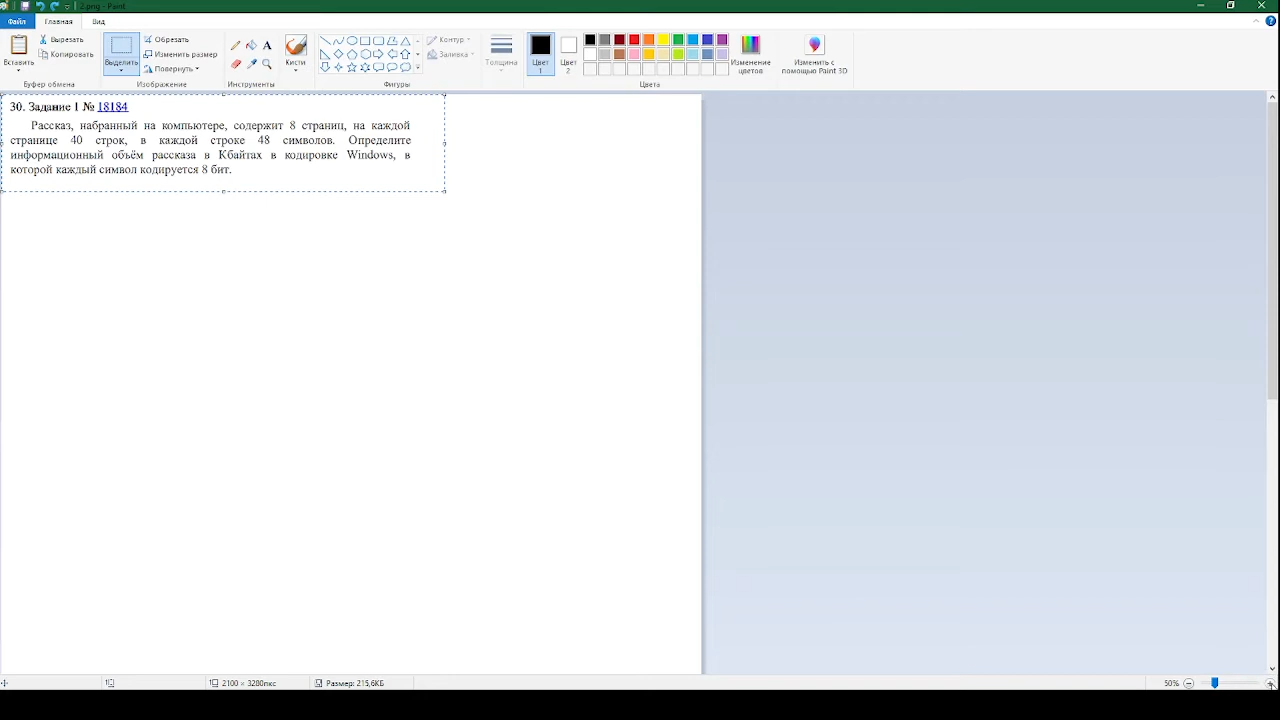 2.png - Paint
Файл Главная Вид
Вставить
Вырезать
Копировать
Буфер обмена
Выделить
Обрезать
Изменить размер
Повернуть
Изображение
A
Инструменты
Кисти
Контур
Заливка
Фигуры
Толщина
Цвет 1
Цвет 2
Изменение цветов
Изменить с помощью Paint 3D
Цвета
30. Задание 1 № 18184
Рассказ, набранный на компьютере, содержит 8 страниц, на каждой
странице 40 строк, в каждой строке 48 символов. Определите
информационный объём рассказа в Кбайтах в кодировке Windows, в
которой каждый символ кодируется 8 бит.
2100 × 3280пкс
Размер: 215,6КБ
50%